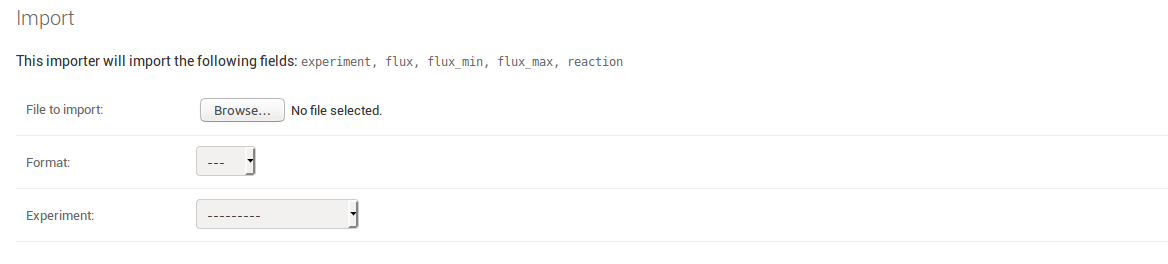 Import
This importer will import the following fields: experiment, flux, flux_min, flux_max, reaction
File to import: Browse... No file selected.
Format: ---
Experiment: ---------